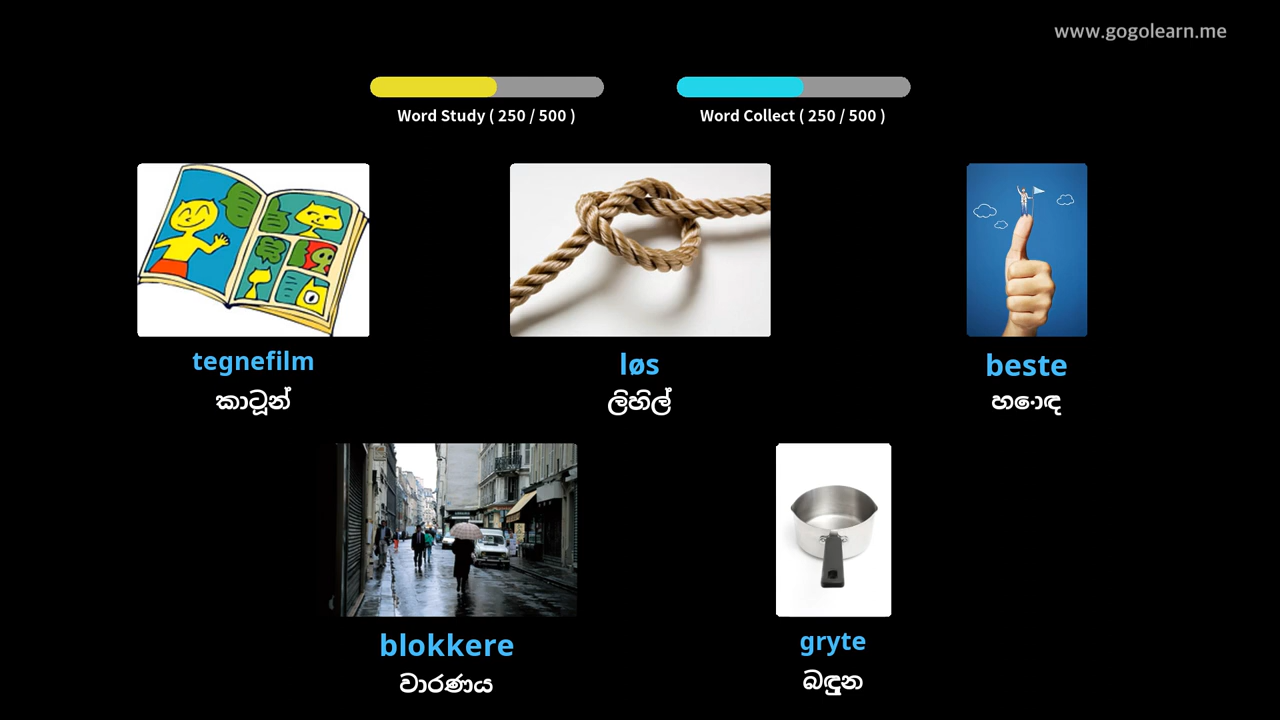 www.gogolearn.me
Word Study ( 250 / 500 )
Word Collect ( 250 / 500 )
tegnefilm
කාටූන්
løs
ලිහිල්
beste
හොඳ
blokkere
වාරණය
gryte
බඳුන